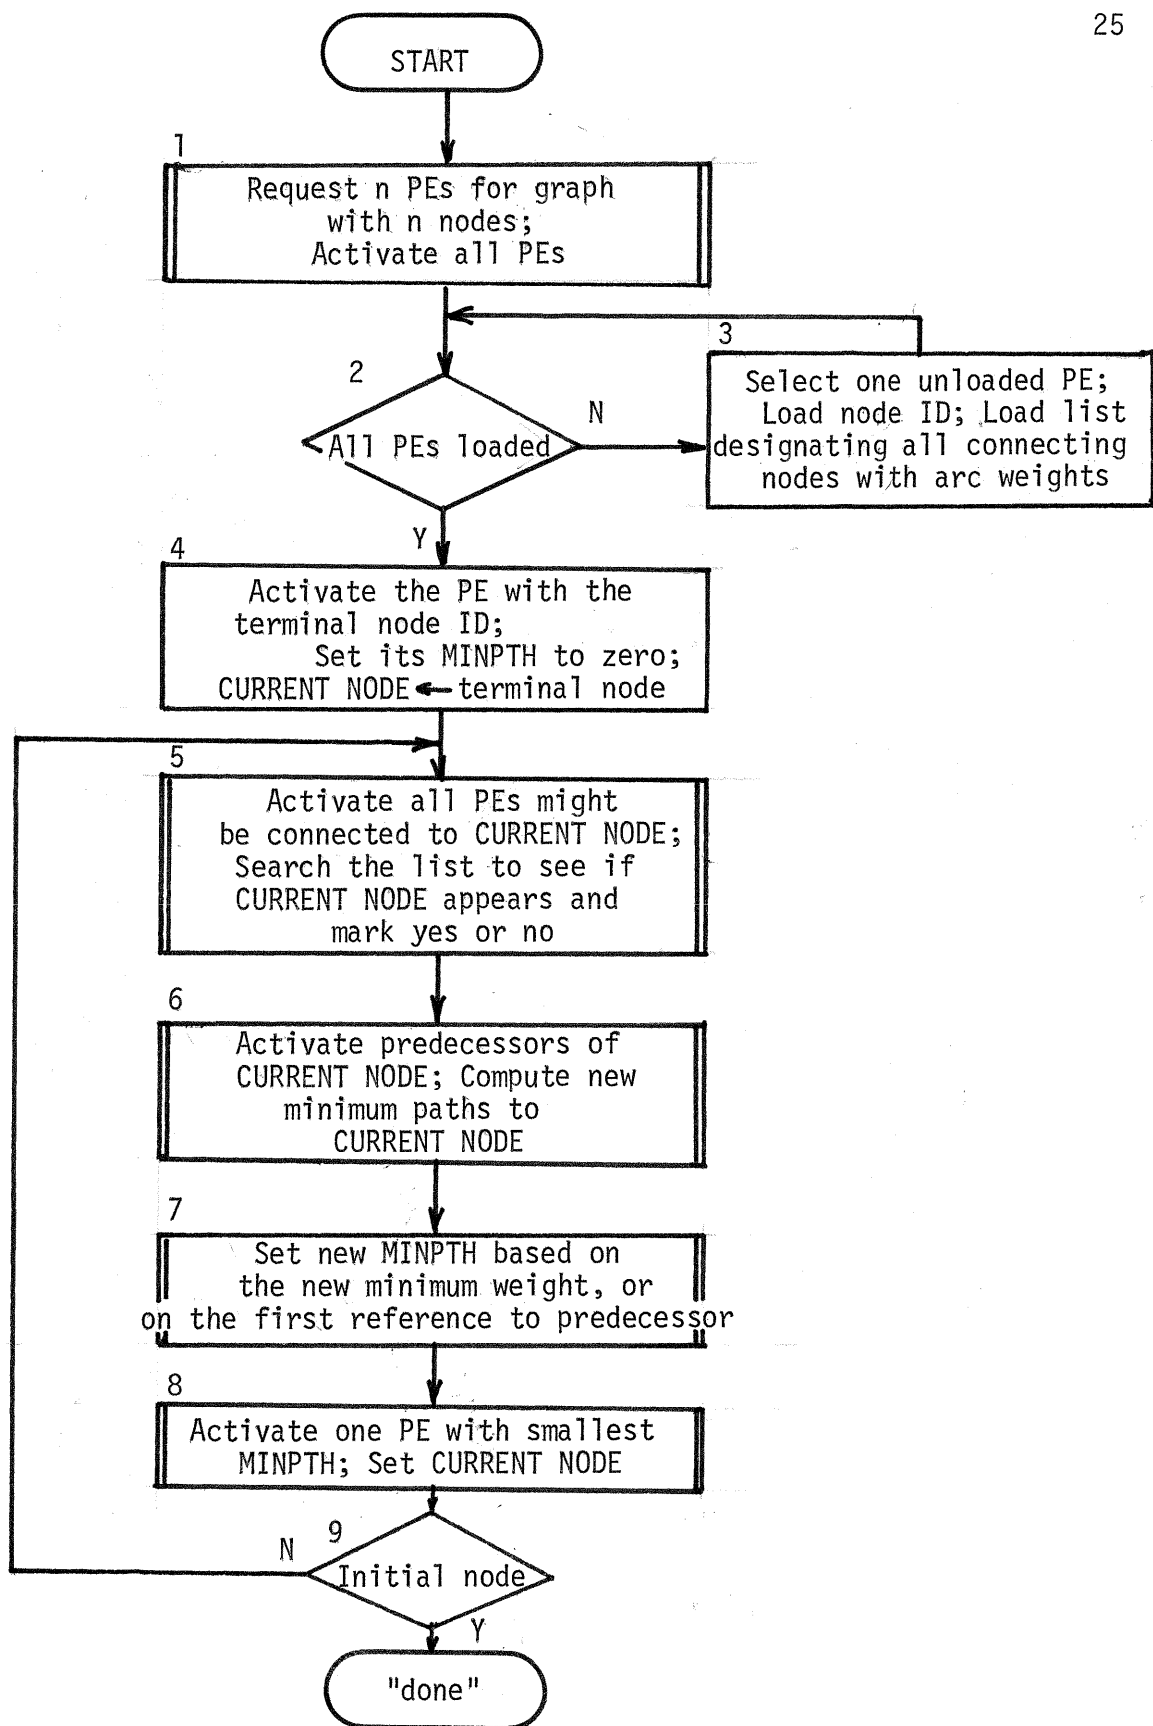 25
START
1
Request n PEs for graph
with n nodes;
Activate all PEs
2
All PEs loaded
N
3
Select one unloaded PE;
Load node ID; Load list
designating all connecting
nodes with arc weights
Y
4
Activate the PE with the
terminal node ID;
Set its MINPTH to zero;
CURRENT NODE ← terminal node
5
Activate all PEs might
be connected to CURRENT NODE;
Search the list to see if
CURRENT NODE appears and
mark yes or no
6
Activate predecessors of
CURRENT NODE; Compute new
minimum paths to
CURRENT NODE
7
Set new MINPTH based on
the new minimum weight, or
on the first reference to predecessor
8
Activate one PE with smallest
MINPTH; Set CURRENT NODE
9
N
Initial node
Y
"done"